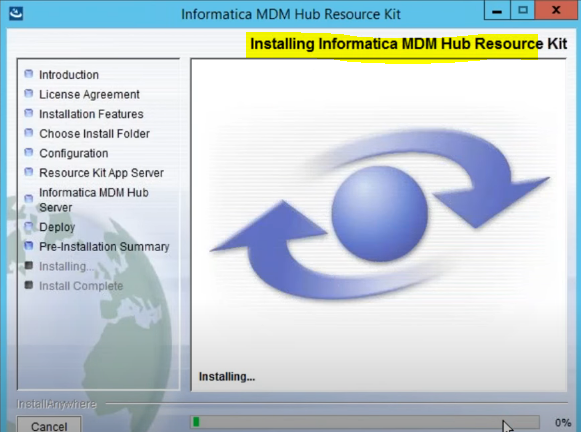 Informatica MDM Hub Resource Kit
Installing Informatica MDM Hub Resource Kit
Introduction
License Agreement
Installation Features
Choose Install Folder
Configuration
Resource Kit App Server
Informatica MDM Hub
Server
Deploy
Pre-Installation Summary
Installing...
Install Complete
Installing...
InstallAnywhere
Cancel
0%